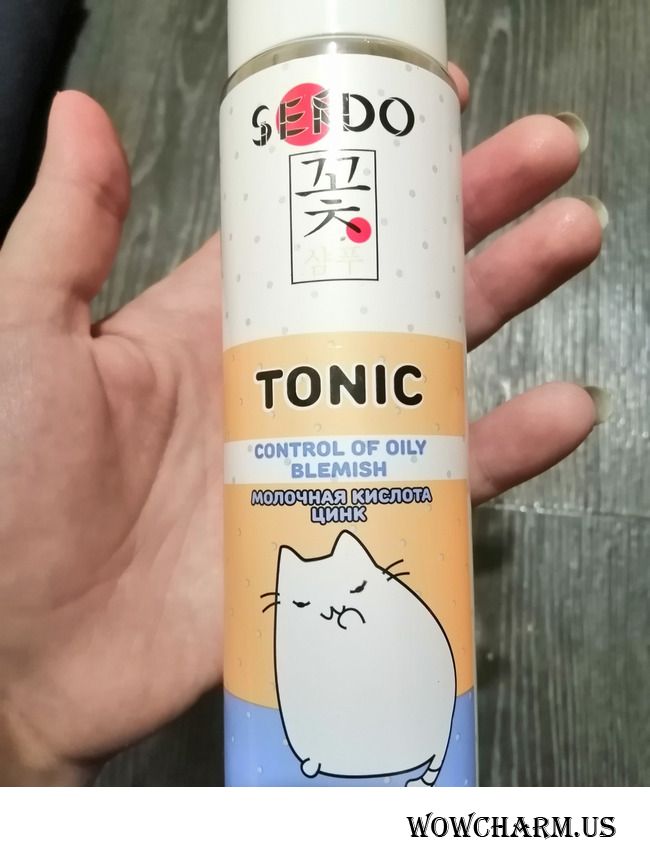 SENDO
꽃
샴푸
TONIC
CONTROL OF OILY
BLEMISH
МОЛОЧНАЯ КИСЛОТА
ЦИНК
WOWCHARM.US